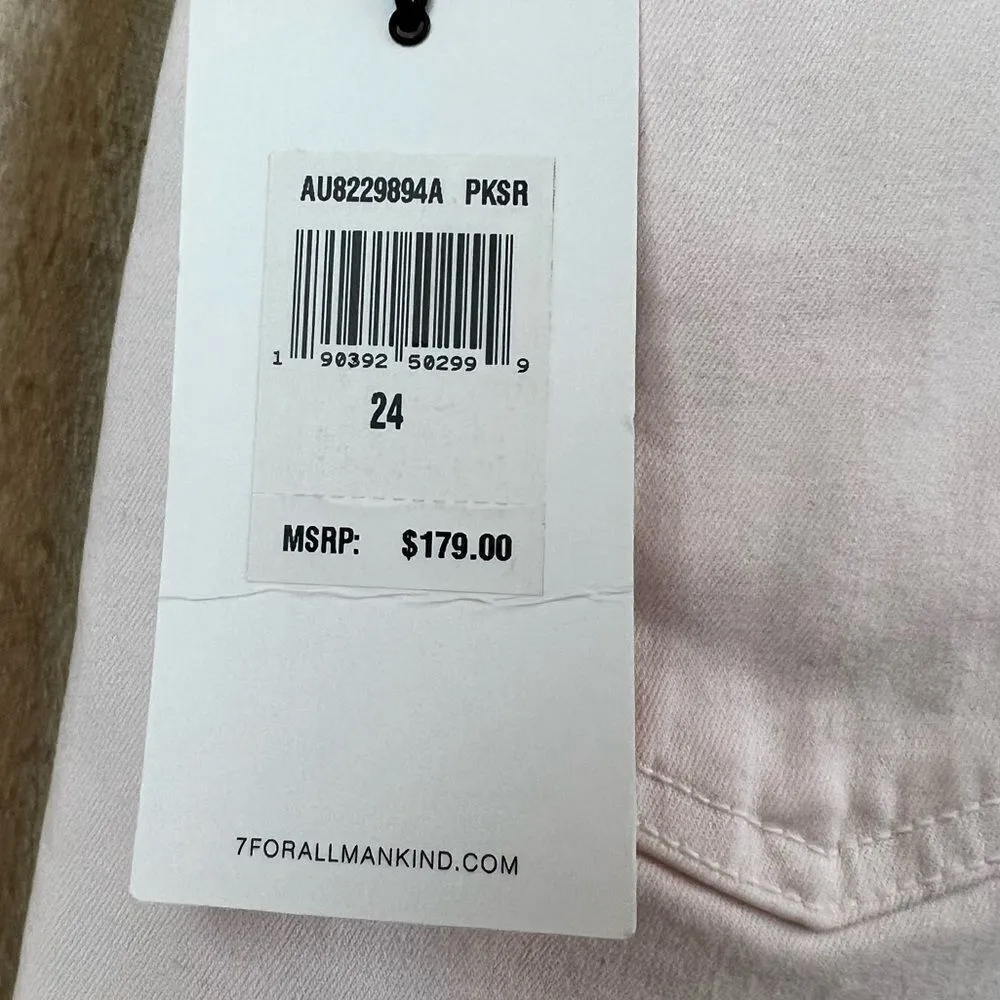 AU8229894A PKSR
1 90392 50299 9
24
MSRP: $179.00
7FORALLMANKIND.COM